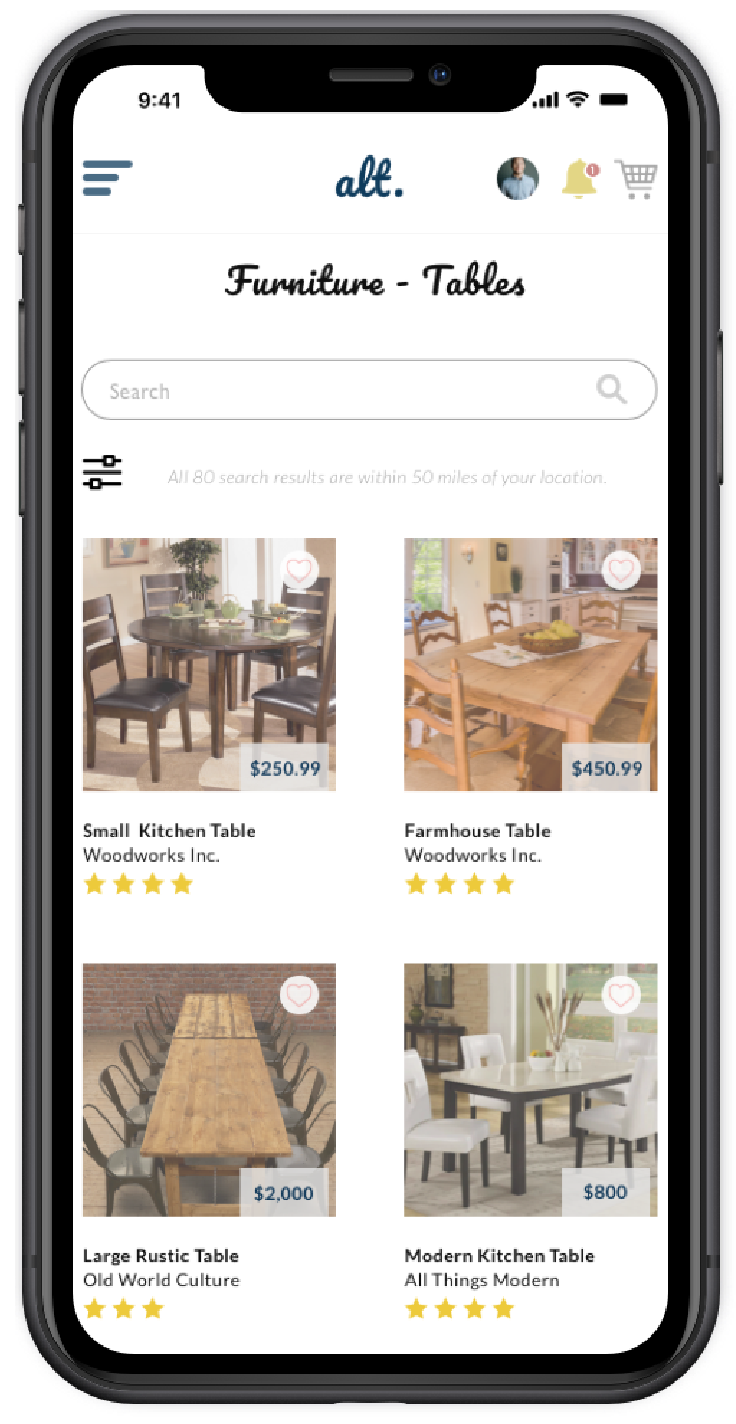 9:41
alt.
1
Furniture - Tables
Search
All 80 search results are within 50 miles of your location.
$250.99
$450.99
Small Kitchen Table
Woodworks Inc.
Farmhouse Table
Woodworks Inc.
$2,000
$800
Large Rustic Table
Old World Culture
Modern Kitchen Table
All Things Modern